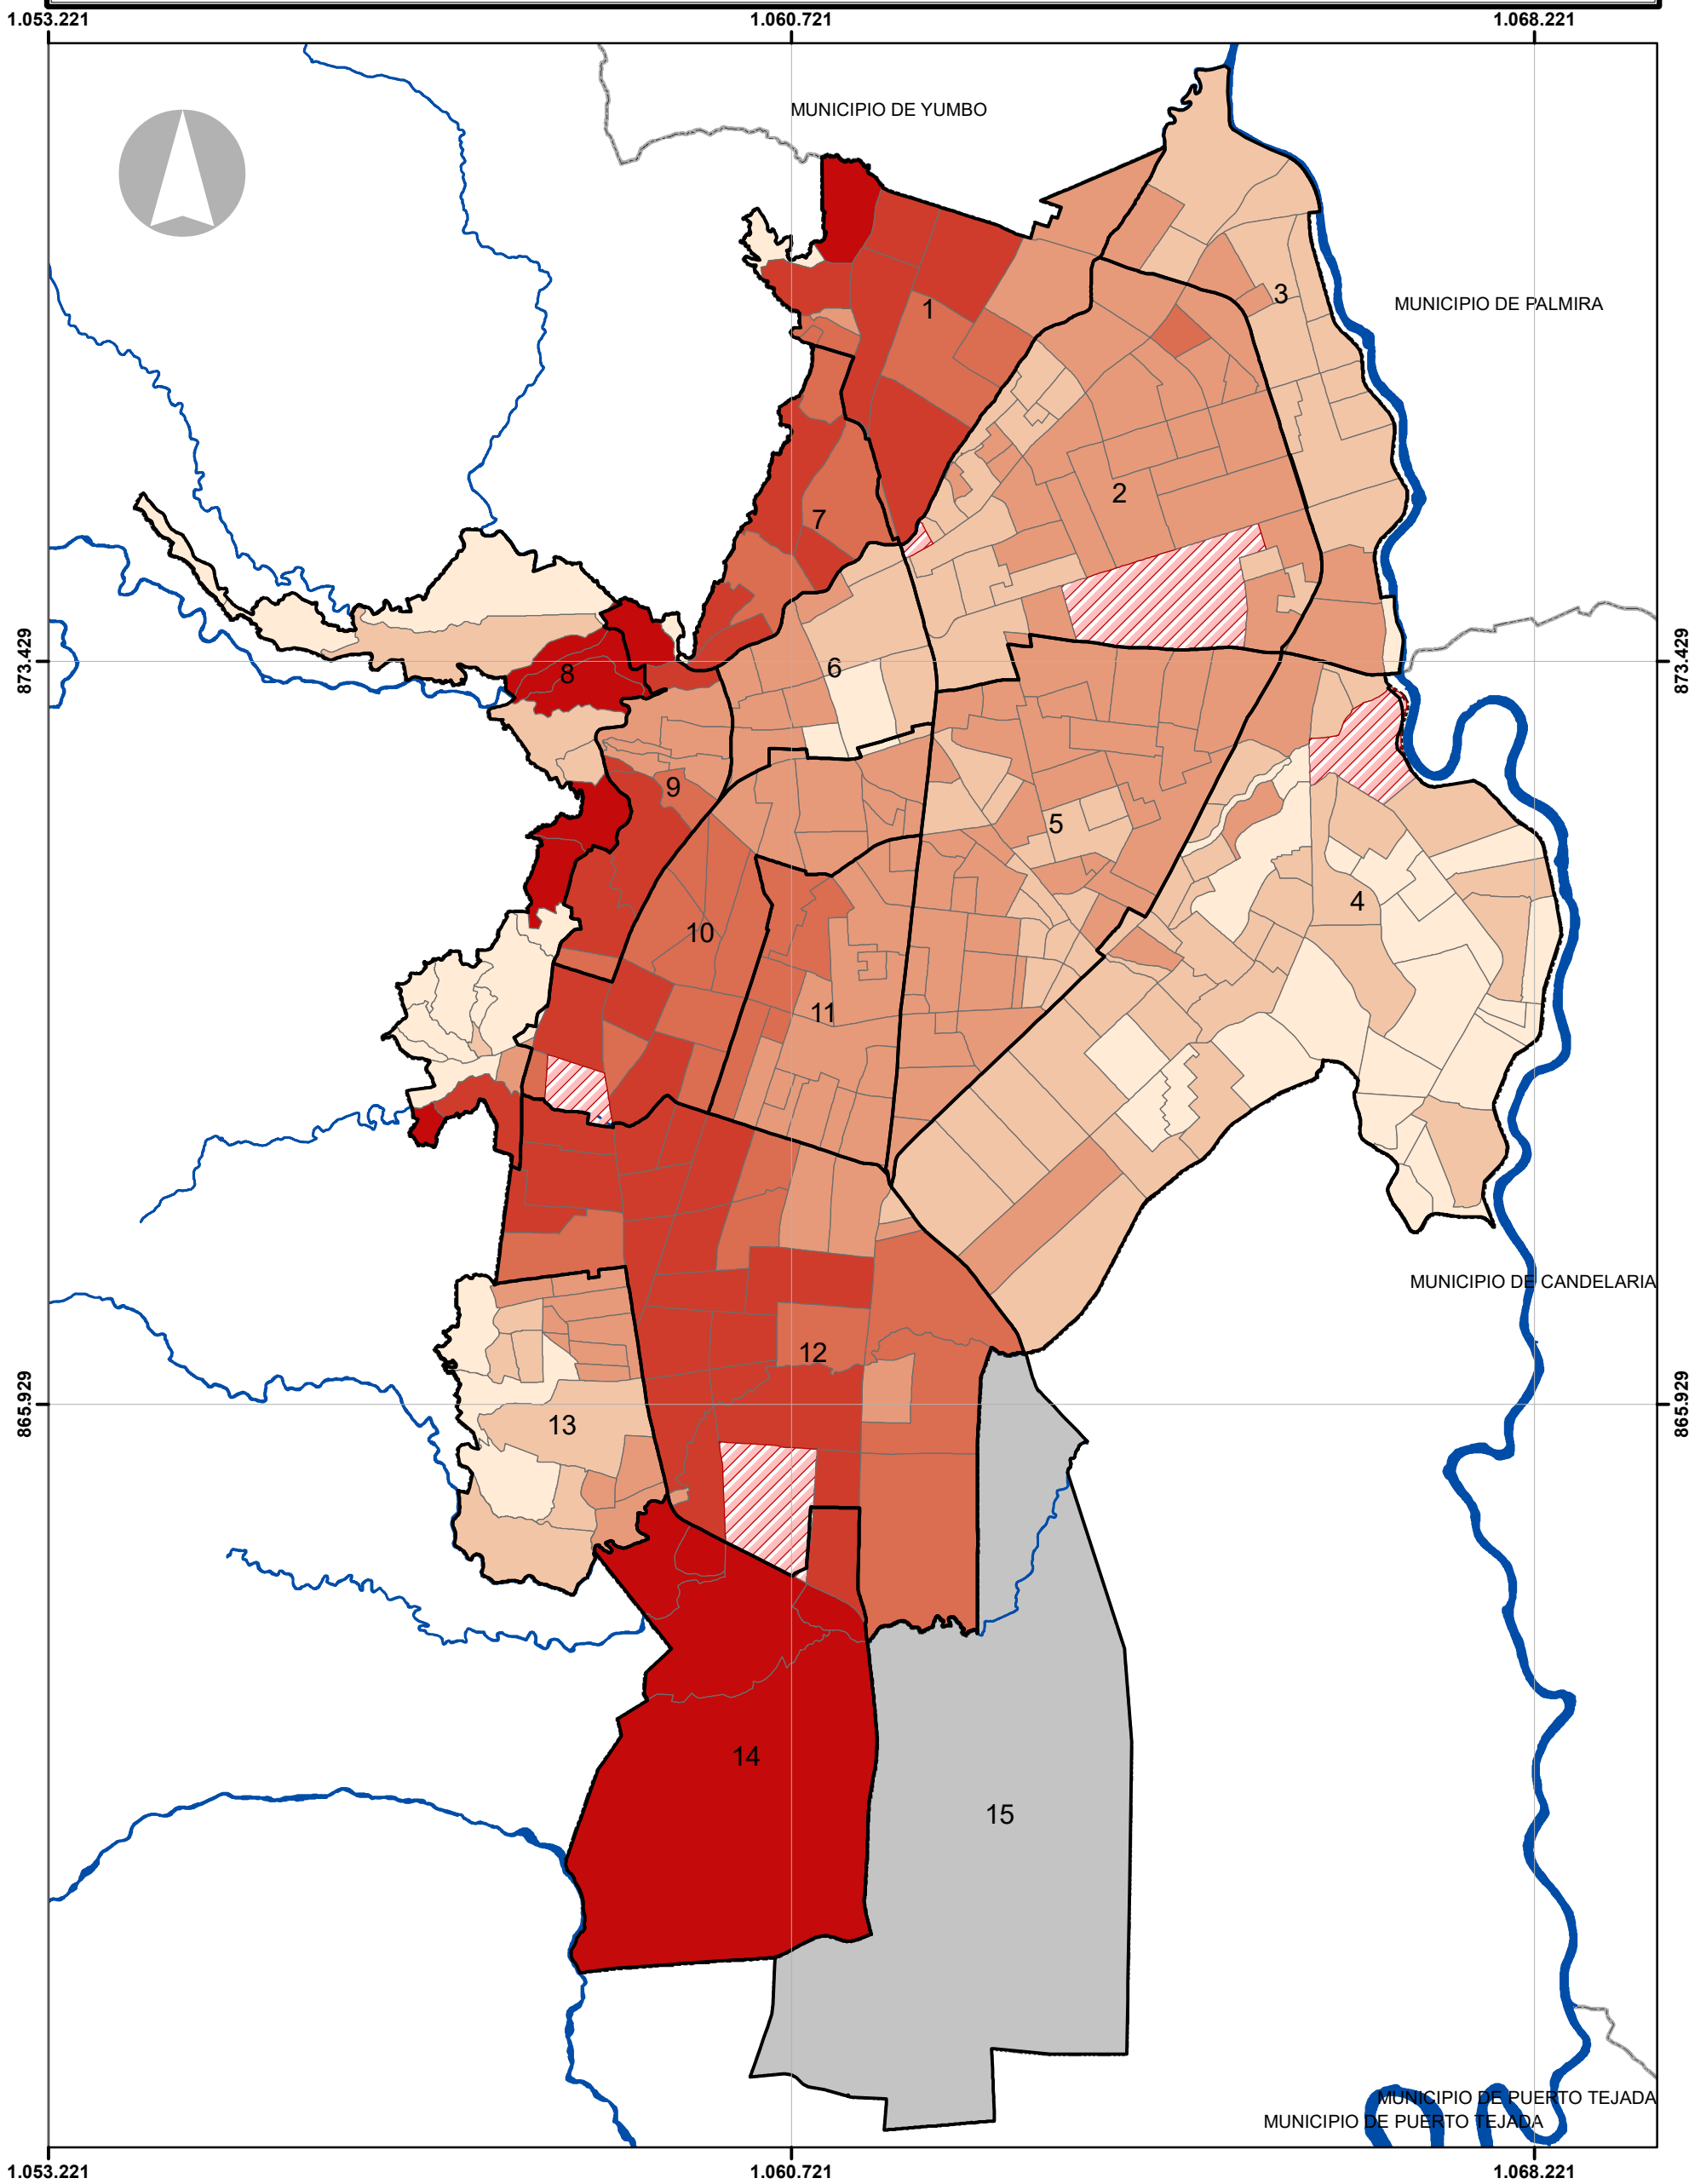 1.053.221 1.060.721 1.068.221
MUNICIPIO DE YUMBO
3
MUNICIPIO DE PALMIRA
1
2
7
873.429 873.429
6
8
9
5
4
10
11
MUNICIPIO DE CANDELARIA
12
865.929 865.929
13
14
15
MUNICIPIO DE PUERTO TEJADA
MUNICIPIO DE PUERTO TEJADA
1.053.221 1.060.721 1.068.221